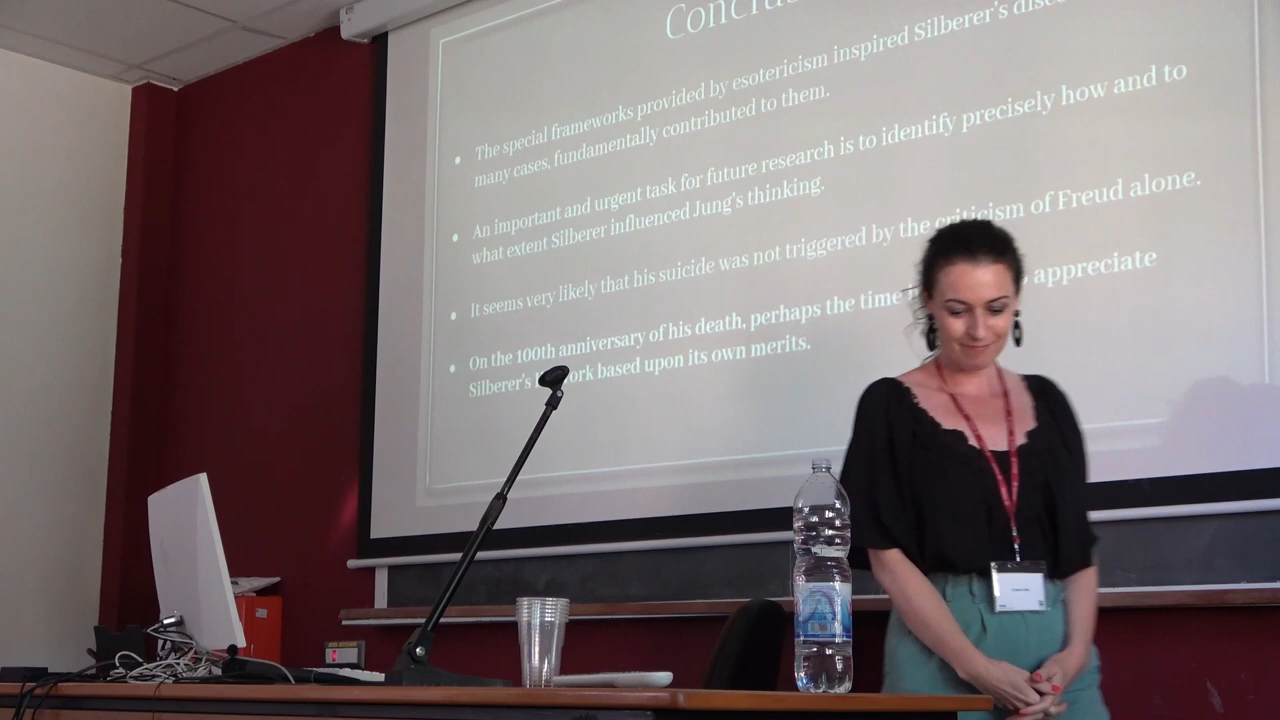 The special frameworks provided by esotericism inspired Silberer's
many cases, fundamentally contributed to them.
An important and urgent task for future research is to identify precisely how and to
what extent Silberer influenced Jung's thinking.
It seems very likely that his suicide was not triggered by the criticism of Freud alone.
On the 100th anniversary of his death, perhaps the time appreciate
Silberer's based upon its own merits.